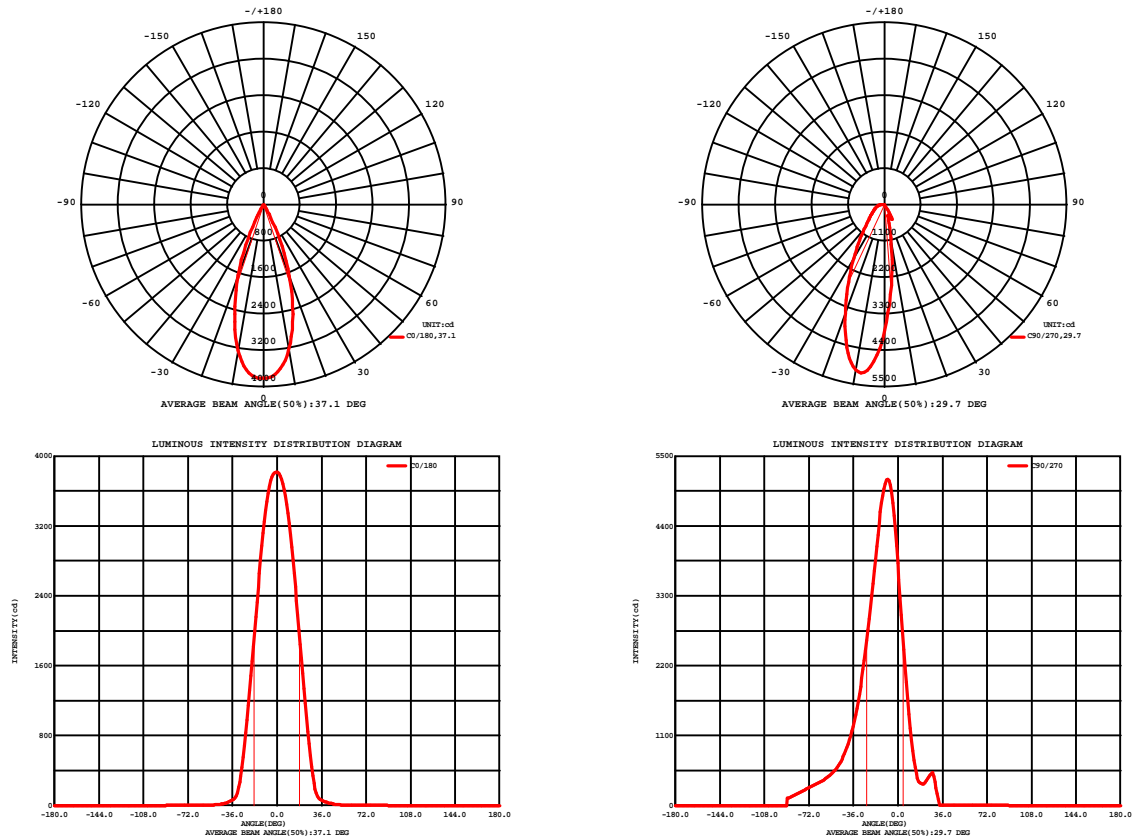 -/+180
-150 150
-120 120
-90 90
-60 60
-30 30
0
0
800
1600
2400
3200
4000
UNIT:cd
C0/180,37.1
AVERAGE BEAM ANGLE(50%):37.1 DEG
-/+180
-150 150
-120 120
-90 90
-60 60
-30 30
0
0
1100
2200
3300
4400
5500
UNIT:cd
C90/270,29.7
AVERAGE BEAM ANGLE(50%):29.7 DEG
LUMINOUS INTENSITY DISTRIBUTION DIAGRAM
C0/180
INTENSITY(cd)
4000
3200
2400
1600
800
0
-180.0 -144.0 -108.0 -72.0 -36.0 0.0 36.0 72.0 108.0 144.0 180.0
ANGLE(DEG)
AVERAGE BEAM ANGLE(50%):37.1 DEG
LUMINOUS INTENSITY DISTRIBUTION DIAGRAM
C90/270
INTENSITY(cd)
5500
4400
3300
2200
1100
0
-180.0 -144.0 -108.0 -72.0 -36.0 0.0 36.0 72.0 108.0 144.0 180.0
ANGLE(DEG)
AVERAGE BEAM ANGLE(50%):29.7 DEG